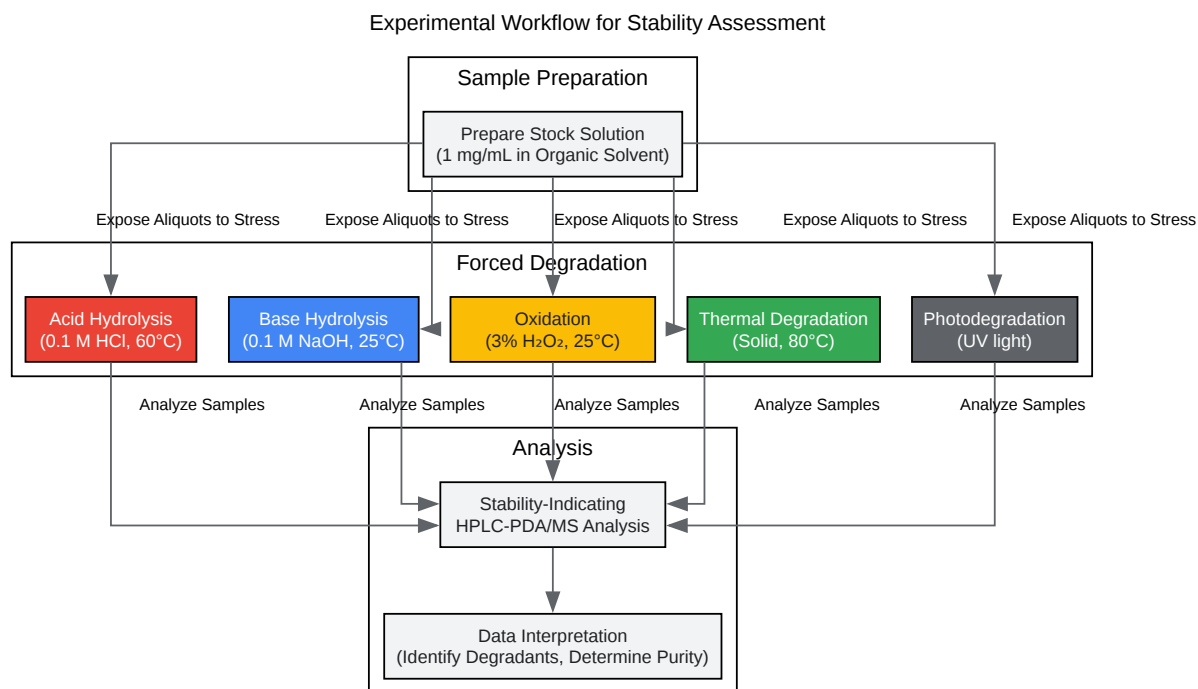 Experimental Workflow for Stability Assessment
Sample Preparation
Prepare Stock Solution
(1 mg/mL in Organic Solvent)
Expose Aliquots to Stress
Expose Aliquots to Stress
Expose Aliquots to Stress
Expose Aliquots to Stress
Expose Aliquots to Stress
Forced Degradation
Acid Hydrolysis
(0.1 M HCl, 60°C)
Base Hydrolysis
(0.1 M NaOH, 25°C)
Oxidation
(3% H₂O₂, 25°C)
Thermal Degradation
(Solid, 80°C)
Photodegradation
(UV light)
Analyze Samples
Analyze Samples
Analyze Samples
Analyze Samples
Analyze Samples
Analysis
Stability-Indicating
HPLC-PDA/MS Analysis
Data Interpretation
(Identify Degradants, Determine Purity)